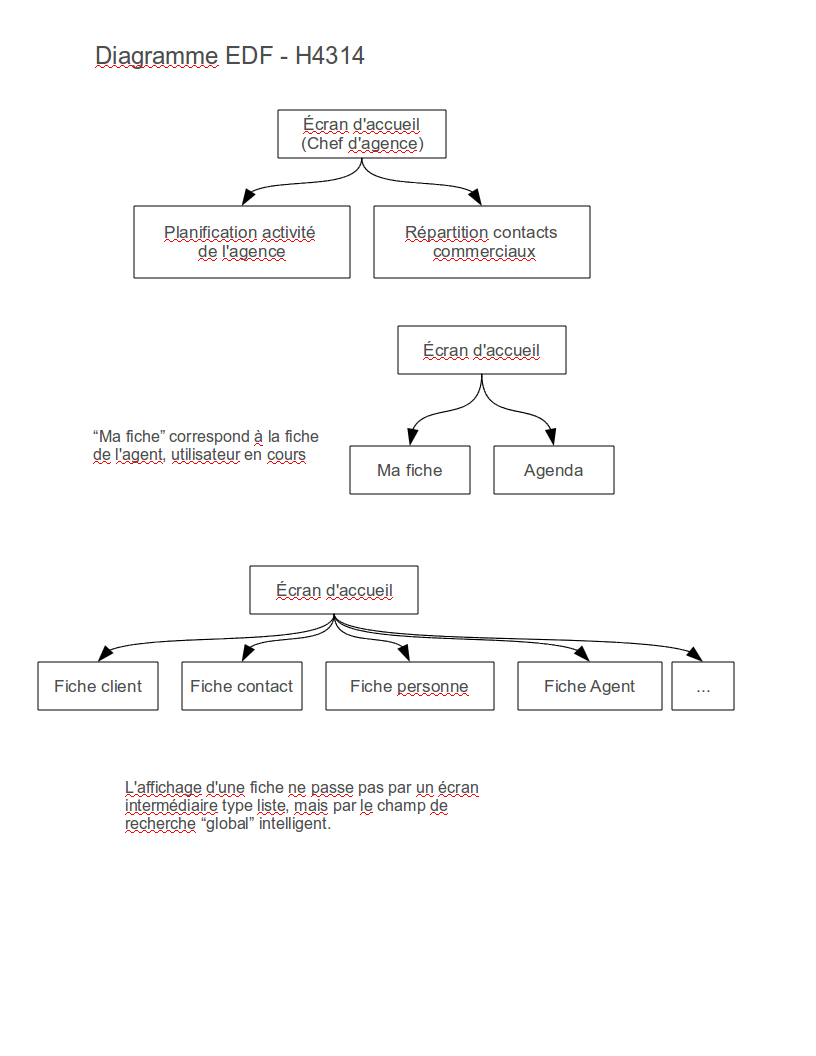 Diagramme EDF - H4314
Écran d'accueil
(Chef d'agence)
Planification activité
de l'agence
Répartition contacts
commerciaux
Écran d'accueil
“Ma fiche” correspond à la fiche
de l'agent, utilisateur en cours
Ma fiche
Agenda
Écran d'accueil
Fiche client
Fiche contact
Fiche personne
Fiche Agent
...
L'affichage d'une fiche ne passe pas par un écran
intermédiaire type liste, mais par le champ de
recherche “global” intelligent.